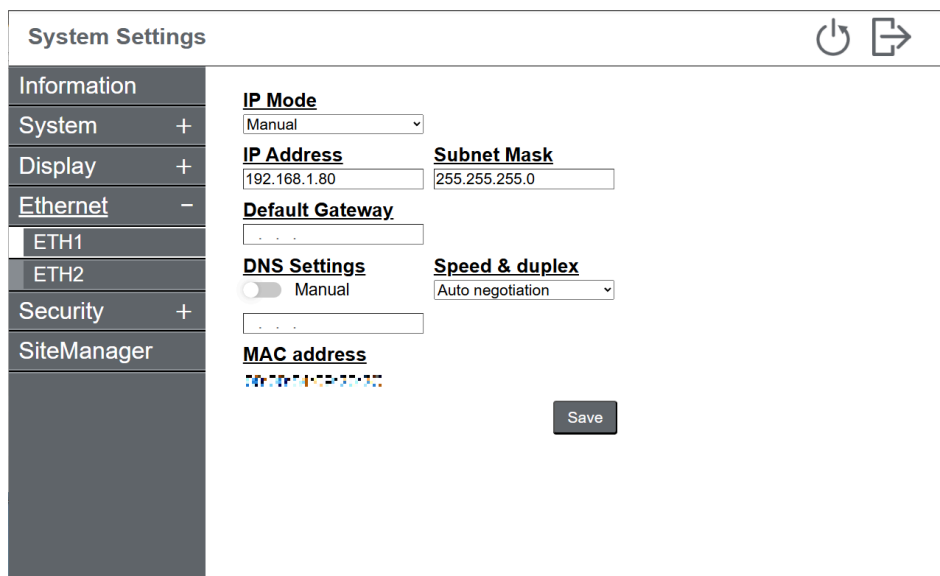 System Settings
Information
System +
Display +
Ethernet -
ETH1
ETH2
Security +
SiteManager
IP Mode
Manual
IP Address Subnet Mask
192.168.1.80 255.255.255.0
Default Gateway
. . .
DNS Settings Speed & duplex
Manual Auto negotiation
. . .
MAC address
Save